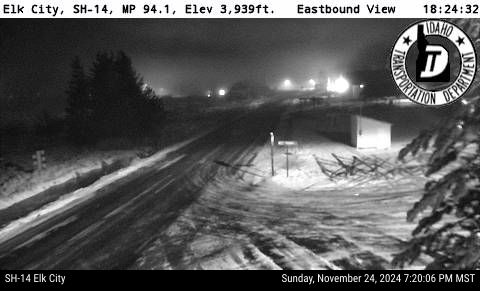 Elk City, SH-14, MP 94.1, Elev 3,939ft. Eastbound View 18:24:32
IDAHO
TRANSPORTATION DEPARTMENT
SH-14 Elk City Sunday, November 24, 2024 7:20:06 PM MST